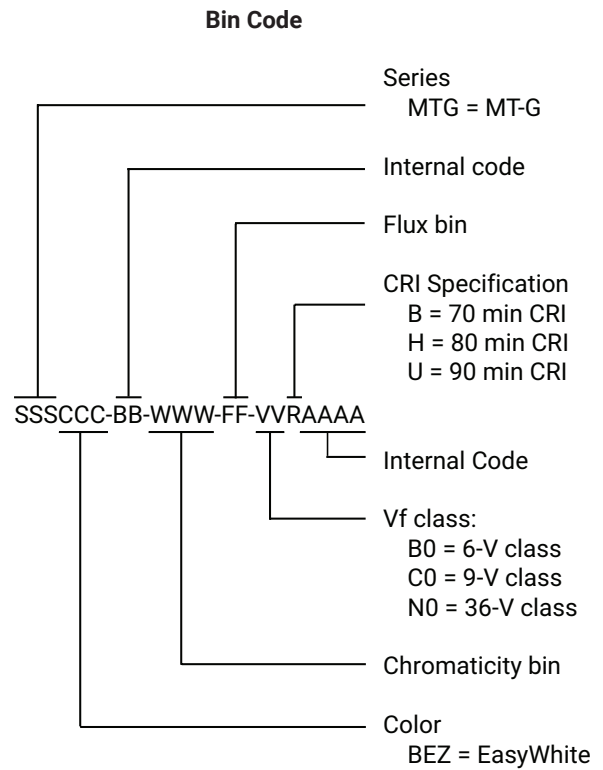 Bin Code
Series
MTG = MT-G
Internal code
Flux bin
CRI Specification
B = 70 min CRI
H = 80 min CRI
U = 90 min CRI
SSSCCC-BB-WWW-FF-VVRAAAA
Internal Code
Vf class:
B0 = 6-V class
C0 = 9-V class
N0 = 36-V class
Chromaticity bin
Color
BEZ = EasyWhite